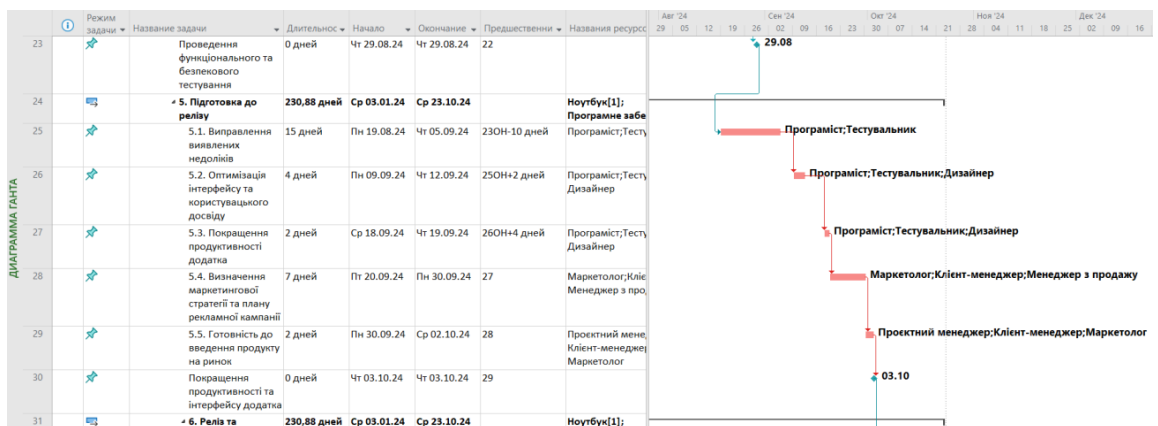 Режим задачи
Название задачи
Длительнос
Начало
Окончание
Предшественни
Названия ресурсс
Авг '24
Сен '24
Окт '24
Ноя '24
Дек '24
29 05 12 19 26 02 09 16 23 30 07 14 21 28 04 11 18 25 02 09 16
ДИАГРАММА ГАНТА
23 Проведення 0 дней Чт 29.08.24 Чт 29.08.24 22
функціонального та
безпекового
тестування
29.08
24 5. Підготовка до 230,88 дней Ср 03.01.24 Ср 23.10.24 Ноутбук[1];
релізу Програмне забе
25 5.1. Виправлення 15 дней Пн 19.08.24 Чт 05.09.24 23ОН-10 дней Програміст;Тесту
виявлених
недоліків
Програміст;Тестувальник
26 5.2. Оптимізація 4 дней Пн 09.09.24 Чт 12.09.24 25ОН+2 дней Програміст;Тесту
інтерфейсу та Дизайнер
користувацького
досвіду
Програміст;Тестувальник;Дизайнер
27 5.3. Покращення 2 дней Ср 18.09.24 Чт 19.09.24 26ОН+4 дней Програміст;Тесту
продуктивності Дизайнер
додатка
Програміст;Тестувальник;Дизайнер
28 5.4. Визначення 7 дней Пт 20.09.24 Пн 30.09.24 27 Маркетолог;Кліє
маркетингової Менеджер з про
стратегії та плану
рекламної кампанії
Маркетолог;Клієнт-менеджер;Менеджер з продажу
29 5.5. Готовність до 2 дней Пн 30.09.24 Ср 02.10.24 28 Проєктний мене
введення продукту Клієнт-менеджер
на ринок Маркетолог
Проєктний менеджер;Клієнт-менеджер;Маркетолог
30 Покращення 0 дней Чт 03.10.24 Чт 03.10.24 29
продуктивності та
інтерфейсу додатка
03.10
31 6. Реліз та 230,88 дней Ср 03.01.24 Ср 23.10.24 Ноутбук[1];